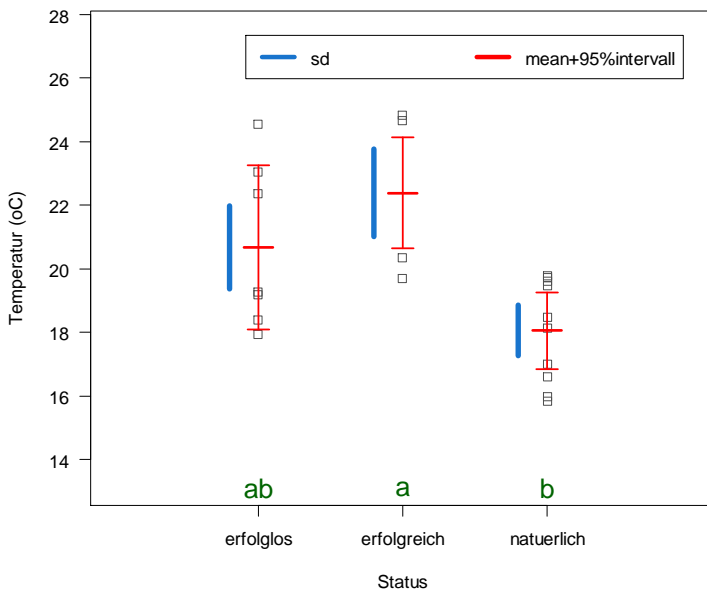 28
26
24
22
20
18
16
14
Temperatur (oC)
sd mean+95%intervall
ab a b
erfolglos erfolgreich natuerlich
Status